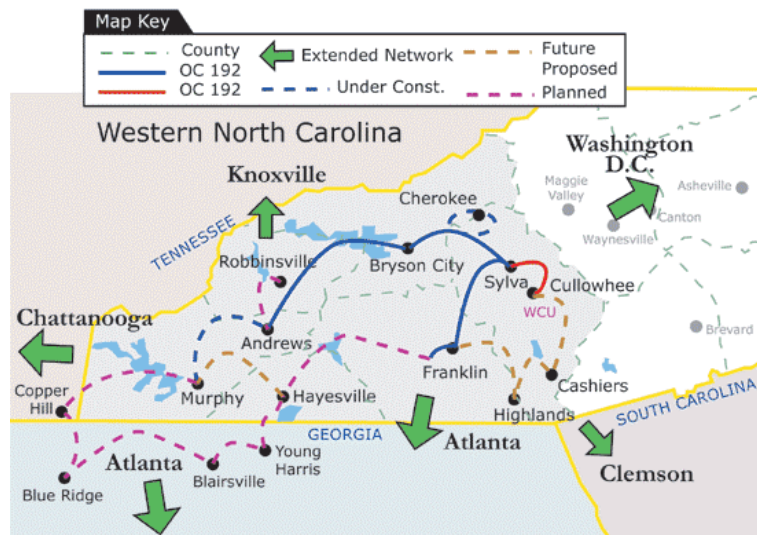 Map Key
County
Extended Network
Future
Proposed
OC 192
OC 192
Under Const.
Planned
Western North Carolina
Washington
D.C.
Knoxville
Cherokee
Maggie
Valley
Asheville
Canton
Waynesville
TENNESSEE
Robbinsville
Bryson City
Sylva
Cullowhee
WCU
Chattanooga
Andrews
Brevard
Franklin
Cashiers
Copper
Hill
Murphy
Hayesville
Highlands
SOUTH CAROLINA
GEORGIA
Atlanta
Young
Harris
Atlanta
Blairsville
Blue Ridge
Clemson